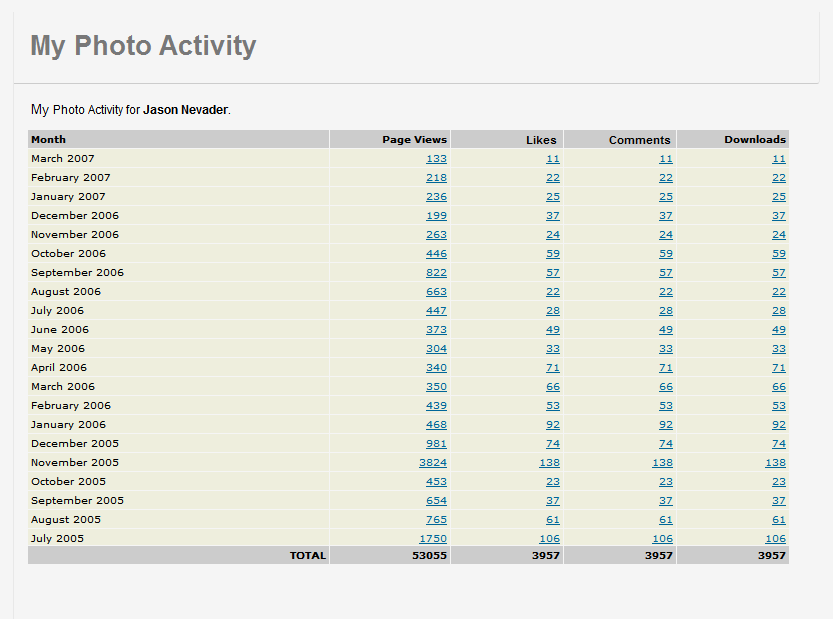 My Photo Activity
My Photo Activity for Jason Nevader.
Month Page Views Likes Comments Downloads
March 2007 133 11 11 11
February 2007 218 22 22 22
January 2007 236 25 25 25
December 2006 199 37 37 37
November 2006 263 24 24 24
October 2006 446 59 59 59
September 2006 822 57 57 57
August 2006 663 22 22 22
July 2006 447 28 28 28
June 2006 373 49 49 49
May 2006 304 33 33 33
April 2006 340 71 71 71
March 2006 350 66 66 66
February 2006 439 53 53 53
January 2006 468 92 92 92
December 2005 981 74 74 74
November 2005 3824 138 138 138
October 2005 453 23 23 23
September 2005 654 37 37 37
August 2005 765 61 61 61
July 2005 1750 106 106 106
TOTAL 53055 3957 3957 3957